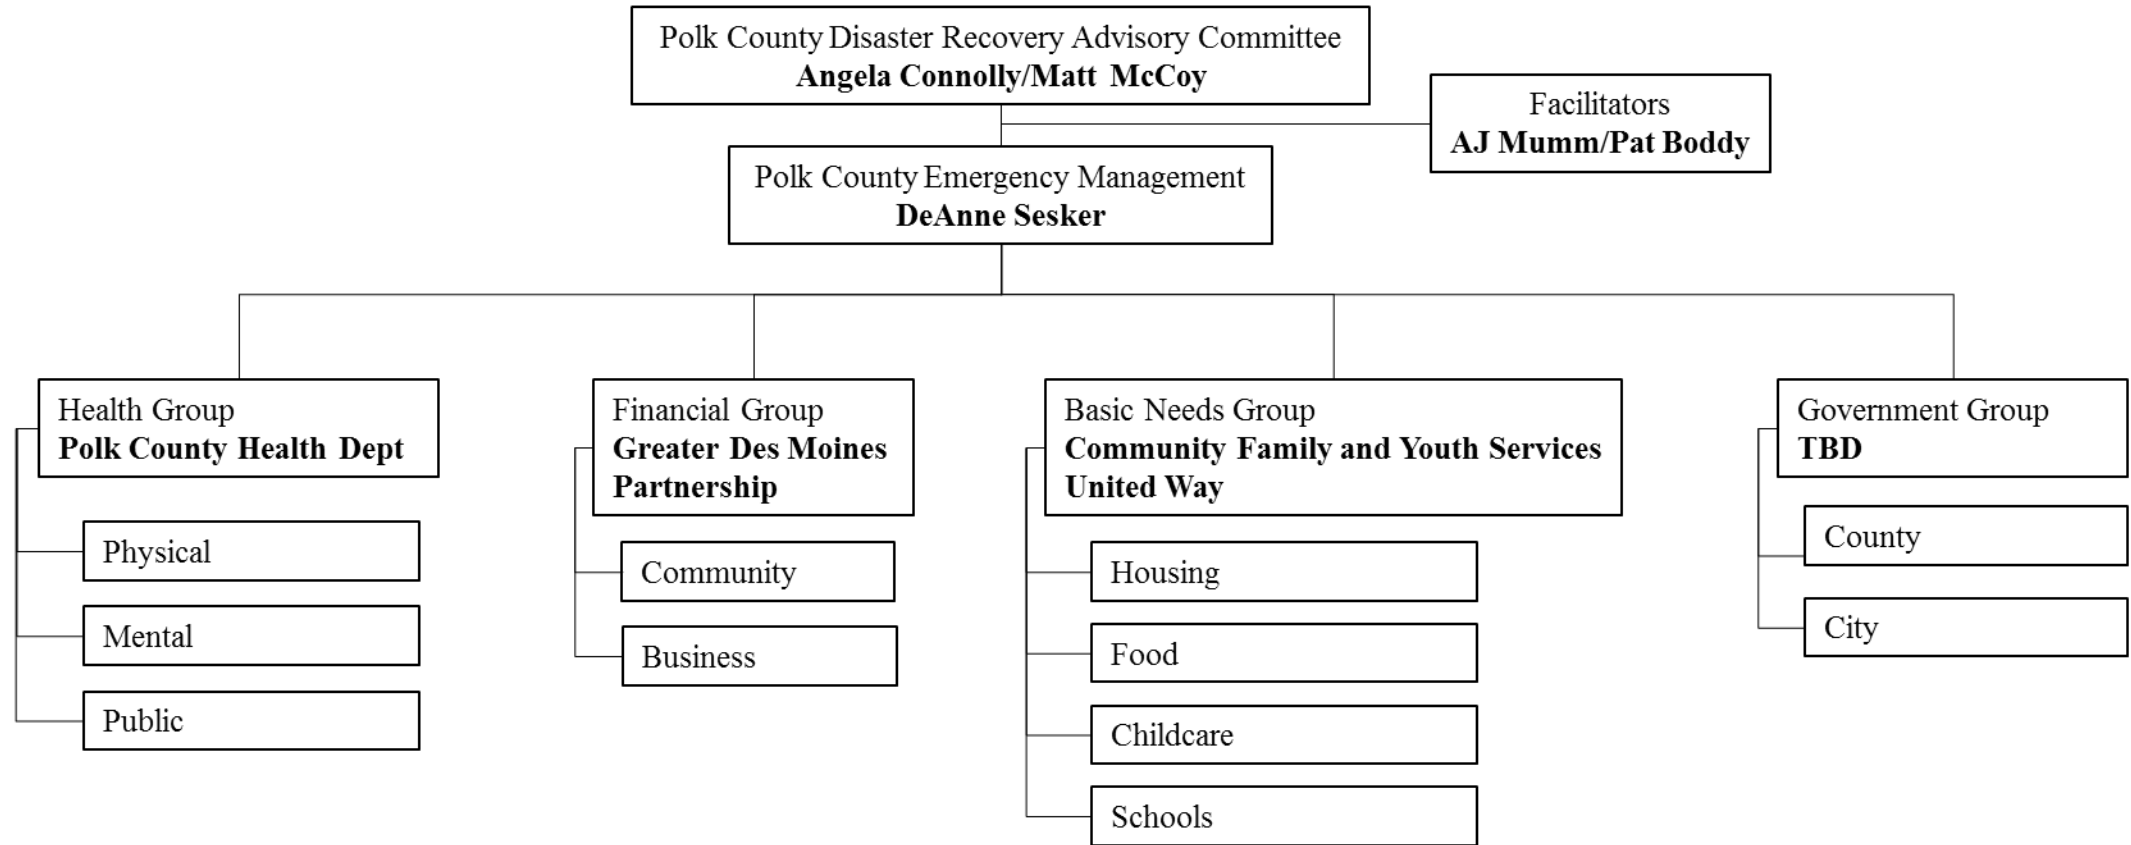 Polk County Disaster Recovery Advisory Committee
Angela Connolly/Matt McCoy
Facilitators
AJ Mumm/Pat Boddy
Polk County Emergency Management
DeAnne Sesker
Health Group
Polk County Health Dept
Physical
Mental
Public
Financial Group
Greater Des Moines
Partnership
Community
Business
Basic Needs Group
Community Family and Youth Services
United Way
Housing
Food
Childcare
Schools
Government Group
TBD
County
City